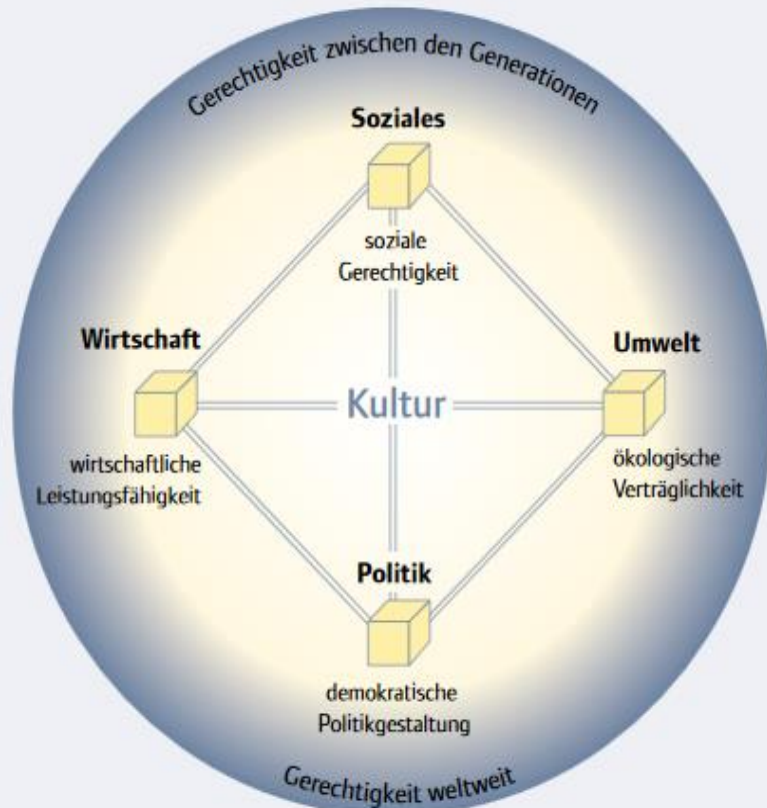 Gerechtigkeit zwischen den Generationen
Soziales
soziale
Gerechtigkeit
Wirtschaft
wirtschaftliche
Leistungsfähigkeit
Kultur
Umwelt
ökologische
Verträglichkeit
Politik
demokratische
Politikgestaltung
Gerechtigkeit weltweit